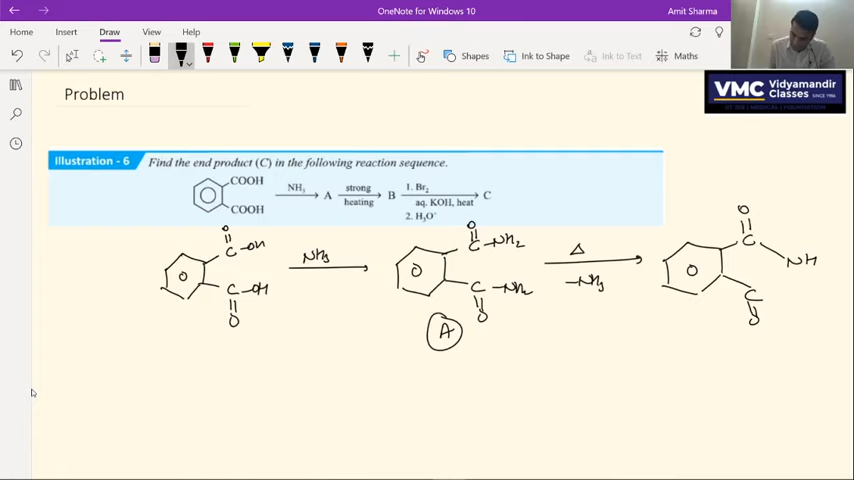 OneNote for Windows 10
Amit Sharma
Home Insert Draw View Help
Shapes Ink to Shape Ink to Text Maths
VMC Vidyamandir Classes
SINCE 1986
Problem
Illustration - 6 Find the end product (C) in the following reaction sequence.
COOH
COOH
NH₃ A strong heating B 1. Br₂ aq. KOH, heat 2. H₃O⁺ C
O
C-OH
C-OH
O
NH₃
O
C-NH₂
C-NH₂
O
A
Δ
-NH₃
O
C
NH
C
O